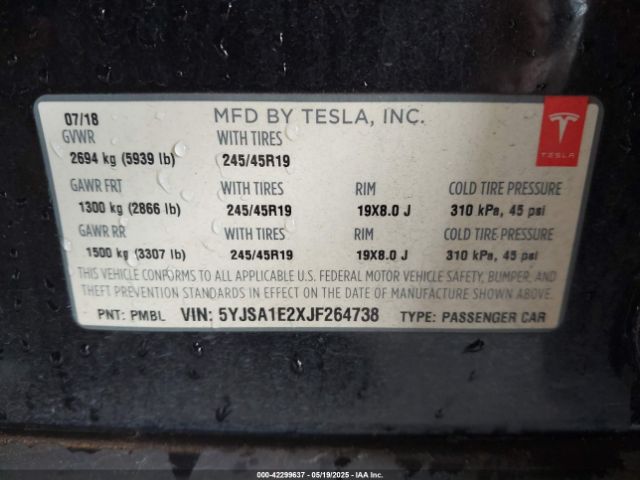 07/18 MFD BY TESLA, INC.
GVWR WITH TIRES
2694 kg (5939 lb) 245/45R19
TESLA
GAWR FRT WITH TIRES RIM COLD TIRE PRESSURE
1300 kg (2866 lb) 245/45R19 19X8.0 J 310 kPa, 45 psi
GAWR RR WITH TIRES RIM COLD TIRE PRESSURE
1500 kg (3307 lb) 245/45R19 19X8.0 J 310 kPa, 45 psi
THIS VEHICLE CONFORMS TO ALL APPLICABLE U.S. FEDERAL MOTOR VEHICLE SAFETY, BUMPER, AND
THEFT PREVENTION STANDARDS IN EFFECT ON THE DATE OF MANUFACTURE SHOWN ABOVE.
PNT: PMBL VIN: 5YJSA1E2XJF264738 TYPE: PASSENGER CAR
000-42299637 - 05/19/2025 - IAA Inc.